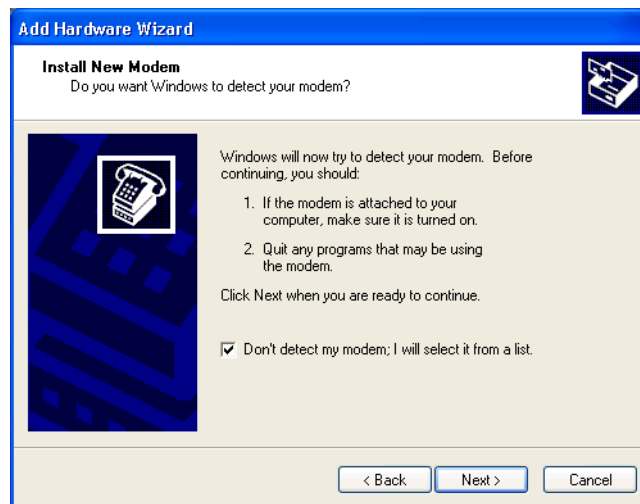 Add Hardware Wizard
Install New Modem
Do you want Windows to detect your modem?
Windows will now try to detect your modem. Before
continuing, you should:
1. If the modem is attached to your
computer, make sure it is turned on.
2. Quit any programs that may be using
the modem.
Click Next when you are ready to continue.
Don't detect my modem; I will select it from a list.
< Back
Next >
Cancel